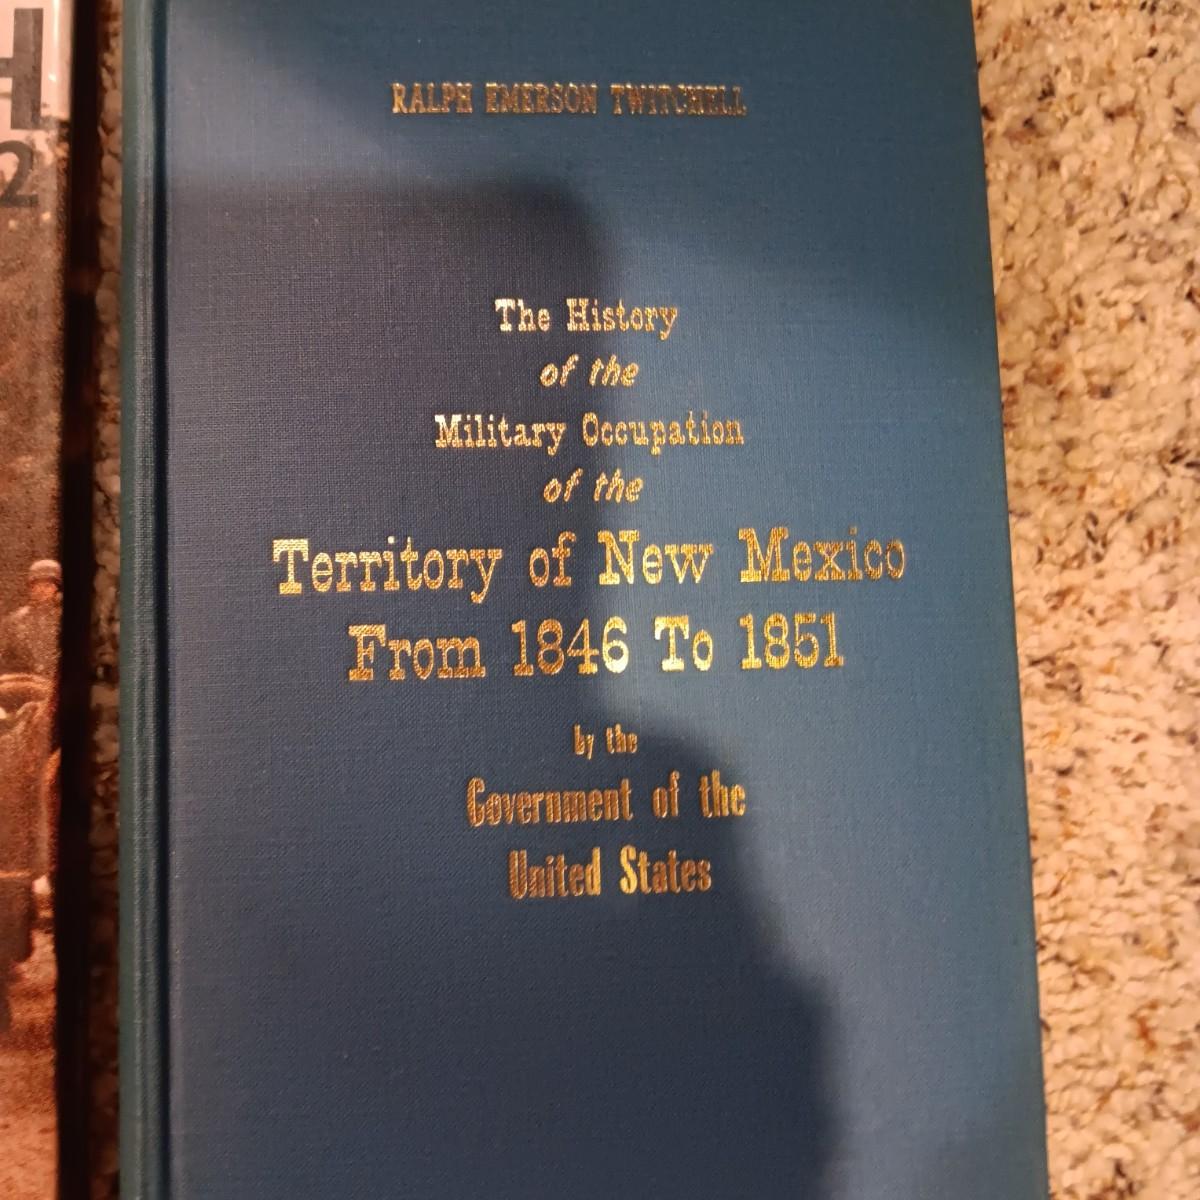 RALPH EMERSON TWITCHELL
The History
of the
Military Occupation
of the
Territory of New Mexico
From 1846 To 1851
by the
Government of the
United States
H
2